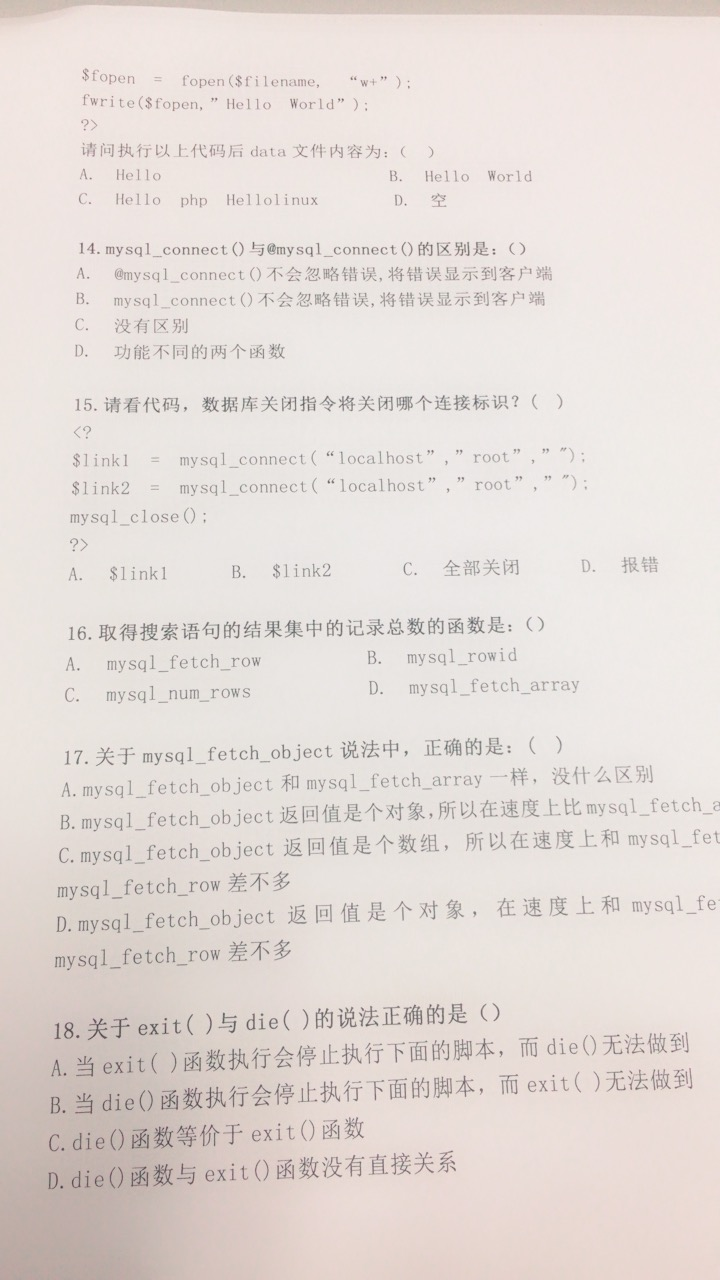 $fopen = fopen($filename, “w+”);
fwrite($fopen,”Hello World”);
?>
请问执行以上代码后 data 文件内容为：（ ）
A. Hello B. Hello World
C. Hello php Hellolinux D. 空
14. mysql_connect()与@mysql_connect()的区别是：()
A. @mysql_connect()不会忽略错误,将错误显示到客户端
B. mysql_connect()不会忽略错误,将错误显示到客户端
C. 没有区别
D. 功能不同的两个函数
15. 请看代码，数据库关闭指令将关闭哪个连接标识？( )
<?
$link1 = mysql_connect(“localhost”,”root”,”");
$link2 = mysql_connect(“localhost”,”root”,”");
mysql_close();
?>
A. $link1 B. $link2 C. 全部关闭 D. 报错
16. 取得搜索语句的结果集中的记录总数的函数是：()
A. mysql_fetch_row B. mysql_rowid
C. mysql_num_rows D. mysql_fetch_array
17. 关于 mysql_fetch_object 说法中，正确的是：( )
A. mysql_fetch_object 和 mysql_fetch_array 一样，没什么区别
B. mysql_fetch_object 返回值是个对象,所以在速度上比 mysql_fetch_a
C. mysql_fetch_object 返回值是个数组，所以在速度上和 mysql_fet
mysql_fetch_row 差不多
D. mysql_fetch_object 返回值是个对象，在速度上和 mysql_fe
mysql_fetch_row 差不多
18. 关于 exit( )与 die( )的说法正确的是（）
A. 当 exit( )函数执行会停止执行下面的脚本，而 die()无法做到
B. 当 die()函数执行会停止执行下面的脚本，而 exit( )无法做到
C. die()函数等价于 exit()函数
D. die()函数与 exit()函数没有直接关系